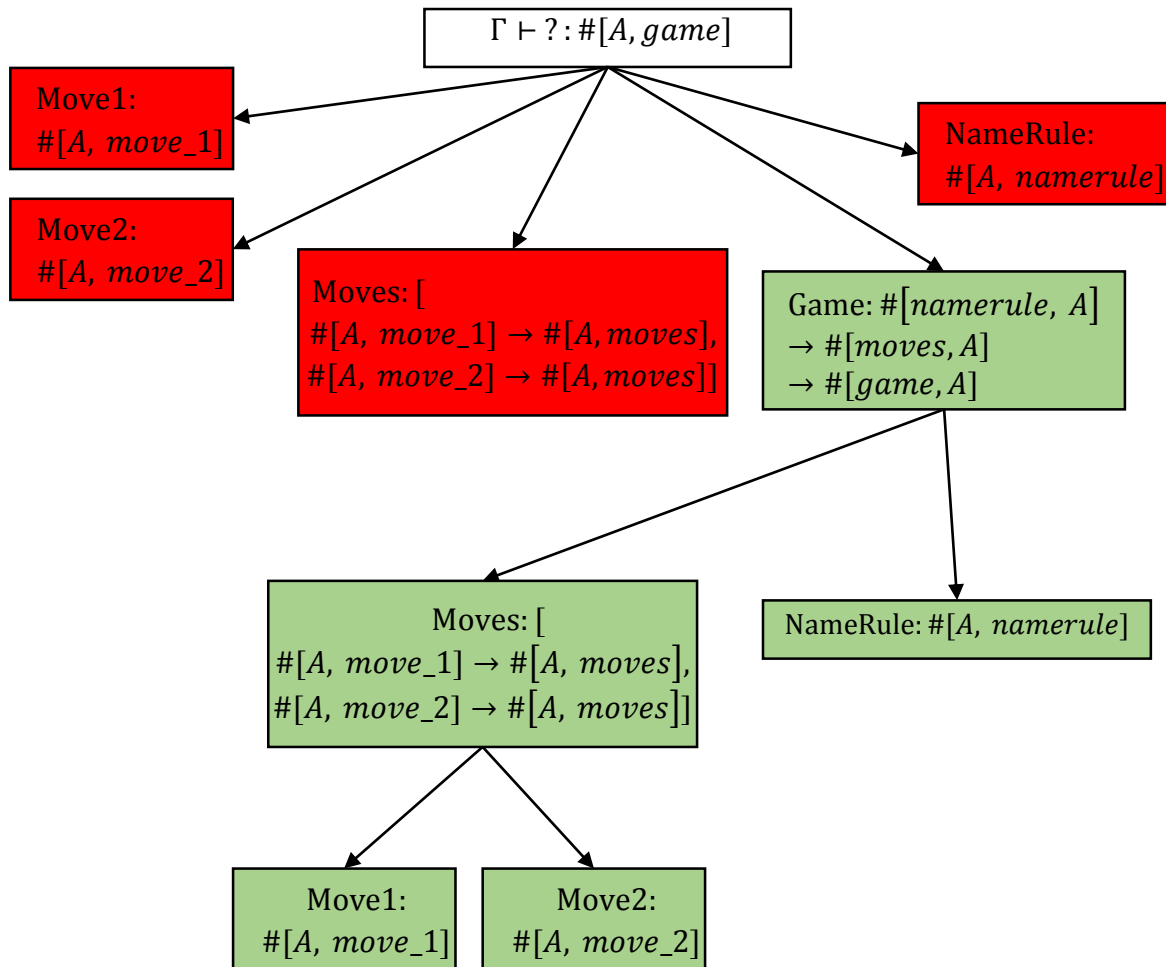 Γ ⊢ ? : #[A, game]
Move1:
#[A, move_1]
NameRule:
#[A, namerule]
Move2:
#[A, move_2]
Moves: [
#[A, move_1] → #[A, moves],
#[A, move_2] → #[A, moves]]
Game: #[namerule, A]
→ #[moves, A]
→ #[game, A]
Moves: [
#[A, move_1] → #[A, moves],
#[A, move_2] → #[A, moves]]
NameRule: #[A, namerule]
Move1:
#[A, move_1]
Move2:
#[A, move_2]